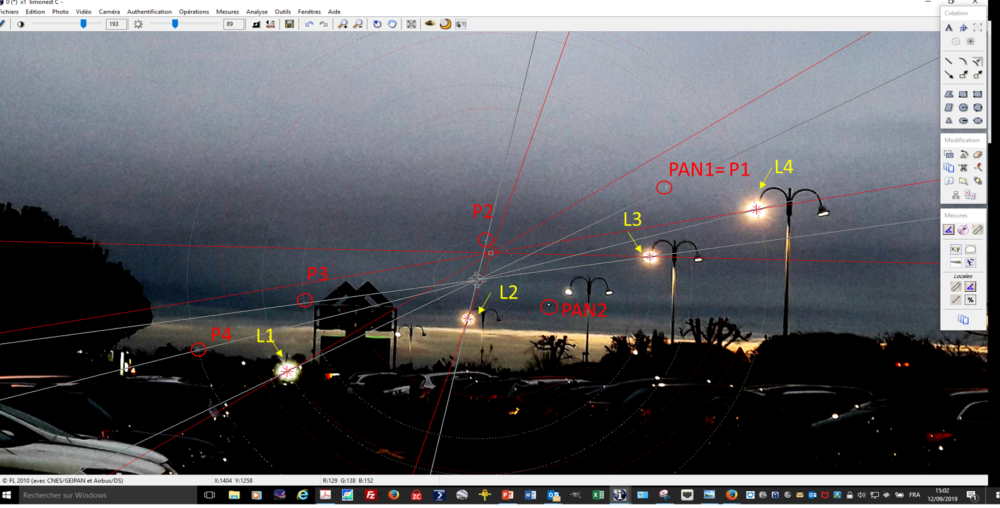 0 (*) x1 limonest C -
Fichiers Edition Photo Vidéo Caméra Authentification Opérations Mesures Analyse Outils Fenêtres Aide
193
89
AUTO
Création
A
Modification
Mesures
x,y
Locales
%
PAN1= P1
L4
P2
L3
P3
L2
PAN2
P4
L1
© FL 2010 (avec CNES/GEIPAN et Airbus/DS)
X:1404 Y:1258
R:129 G:138 B:152
Rechercher sur Windows
FRA
15:02
12/09/2019